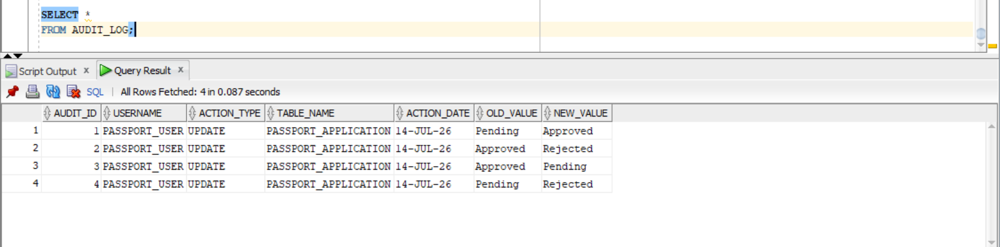 SELECT *
FROM AUDIT_LOG;
Script Output x Query Result x
SQL | All Rows Fetched: 4 in 0.087 seconds
AUDIT_ID USERNAME ACTION_TYPE TABLE_NAME ACTION_DATE OLD_VALUE NEW_VALUE
1 1 PASSPORT_USER UPDATE PASSPORT_APPLICATION 14-JUL-26 Pending Approved
2 2 PASSPORT_USER UPDATE PASSPORT_APPLICATION 14-JUL-26 Approved Rejected
3 3 PASSPORT_USER UPDATE PASSPORT_APPLICATION 14-JUL-26 Approved Pending
4 4 PASSPORT_USER UPDATE PASSPORT_APPLICATION 14-JUL-26 Pending Rejected